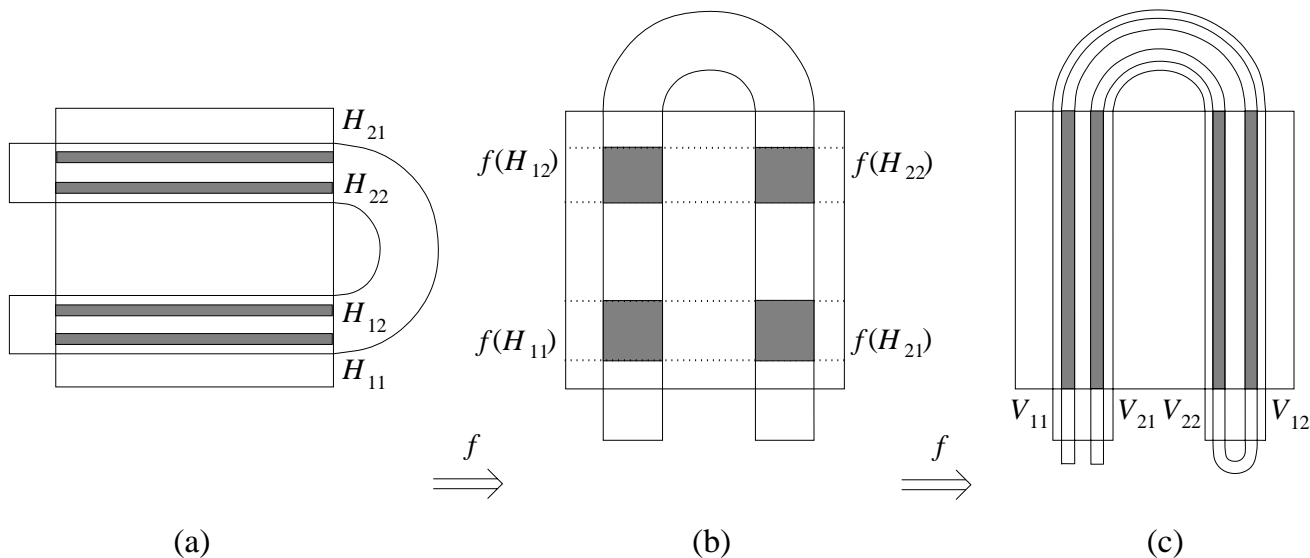 H₂₁
H₂₂
H₁₂
H₁₁
f
(a)
f(H₁₂)
f(H₂₂)
f(H₁₁)
f(H₂₁)
f
(b)
V₁₁
V₂₁
V₂₂
V₁₂
(c)